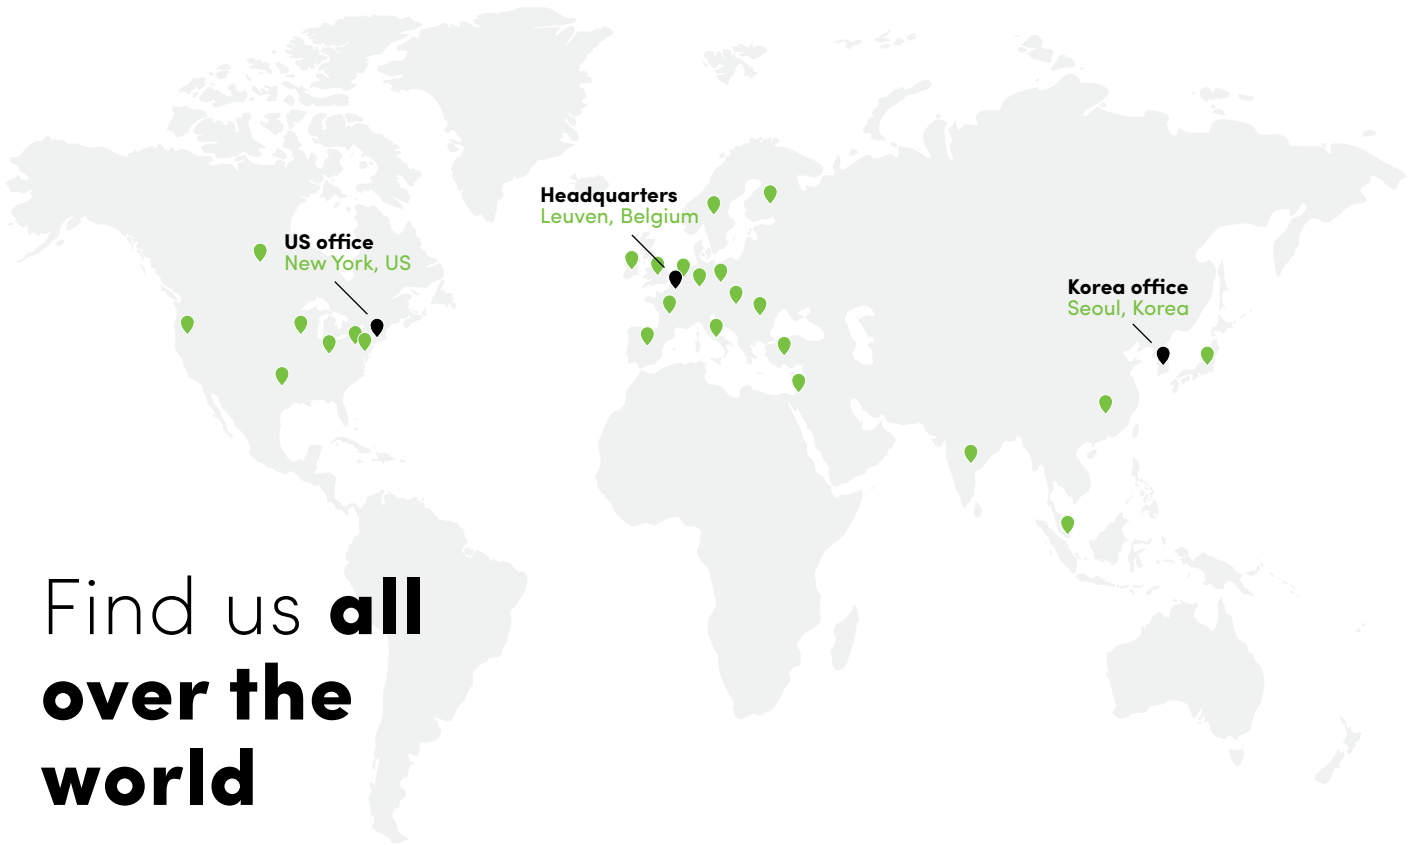 Headquarters
Leuven, Belgium
US office
New York, US
Korea office
Seoul, Korea
Find us all
over the
world